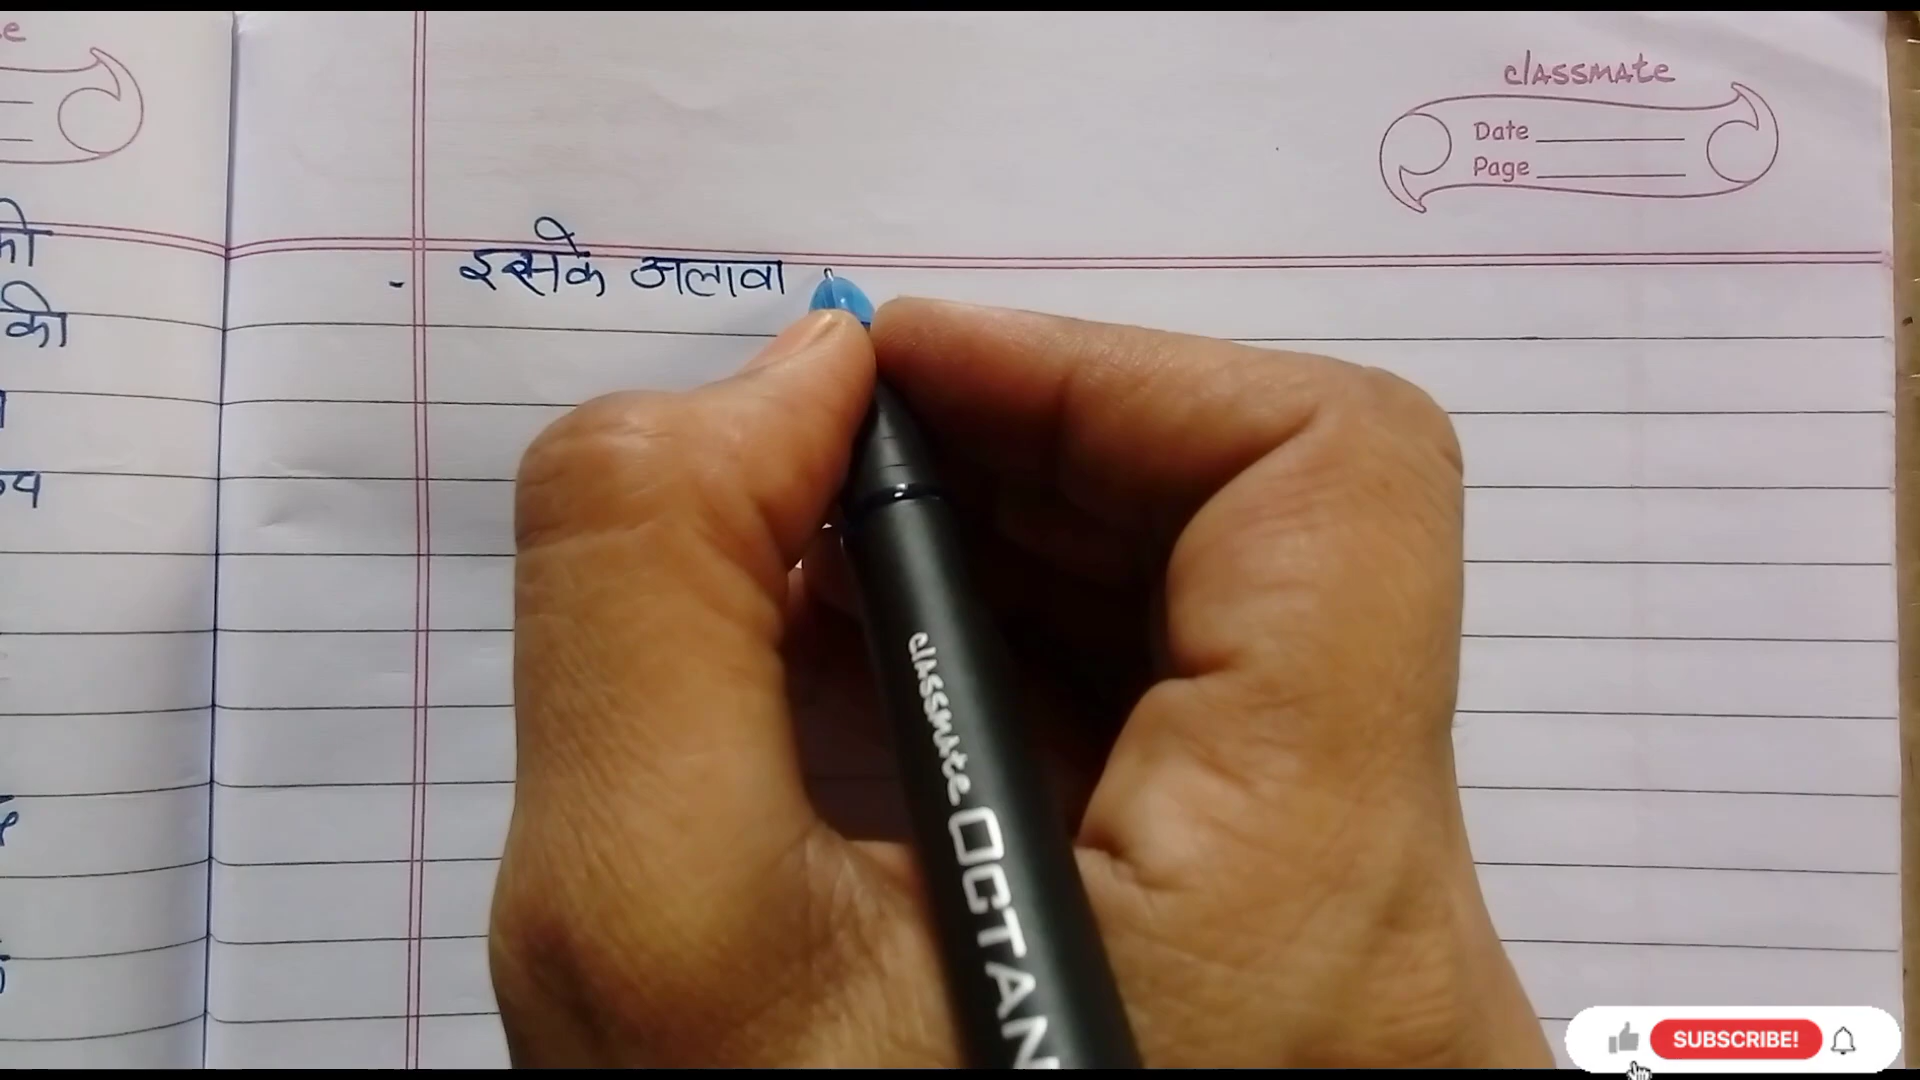 classmate
Date
Page
की
की
- इसके अलावा
classmate OCTAN
SUBSCRIBE!